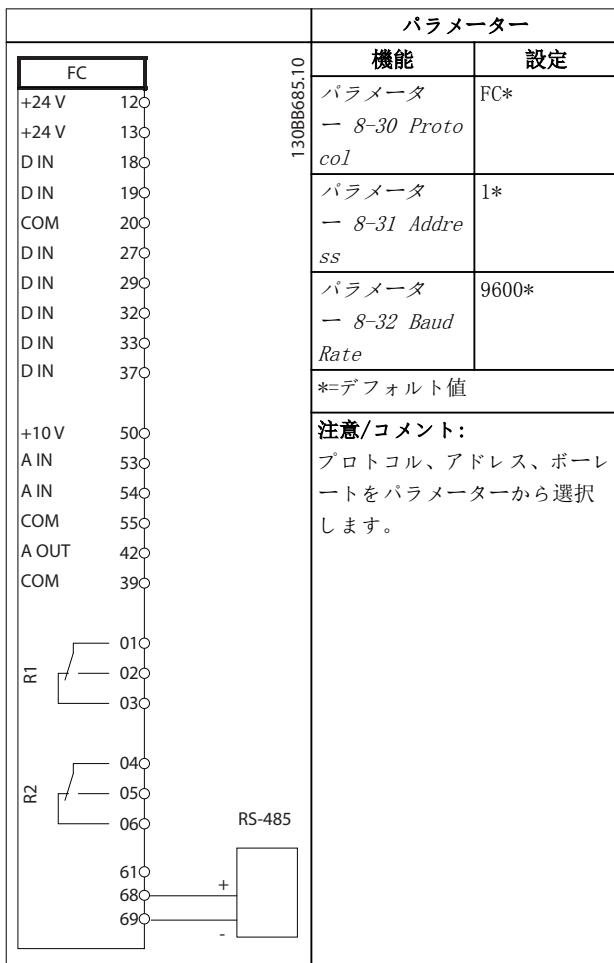 パラメーター
機能 設定
パラメータ
ー 8-30 Proto
col
FC*
パラメータ
ー 8-31 Addre
ss
1*
パラメータ
ー 8-32 Baud
Rate
9600*
*=デフォルト値
注意/コメント:
プロトコル、アドレス、ボーレ
ートをパラメーターから選択
します。
FC
130BB685.10
+24 V 12
+24 V 13
D IN 18
D IN 19
COM 20
D IN 27
D IN 29
D IN 32
D IN 33
D IN 37
+10 V 50
A IN 53
A IN 54
COM 55
A OUT 42
COM 39
R1
01
02
03
R2
04
05
06
RS-485
61
68
69
+
-